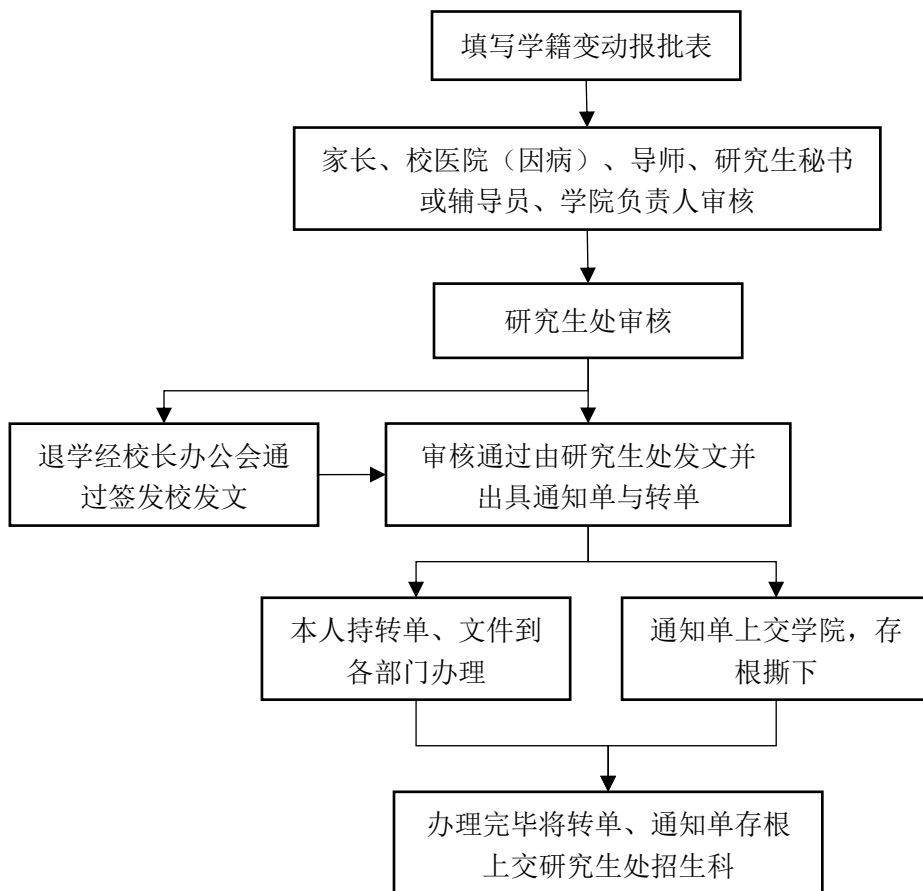 填写学籍变动报批表
家长、校医院（因病）、导师、研究生秘书
或辅导员、学院负责人审核
研究生处审核
退学经校长办公会通
过签发校发文
审核通过由研究生处发文并
出具通知单与转单
本人持转单、文件到
各部门办理
通知单上交学院，存
根撕下
办理完毕将转单、通知单存根
上交研究生处招生科